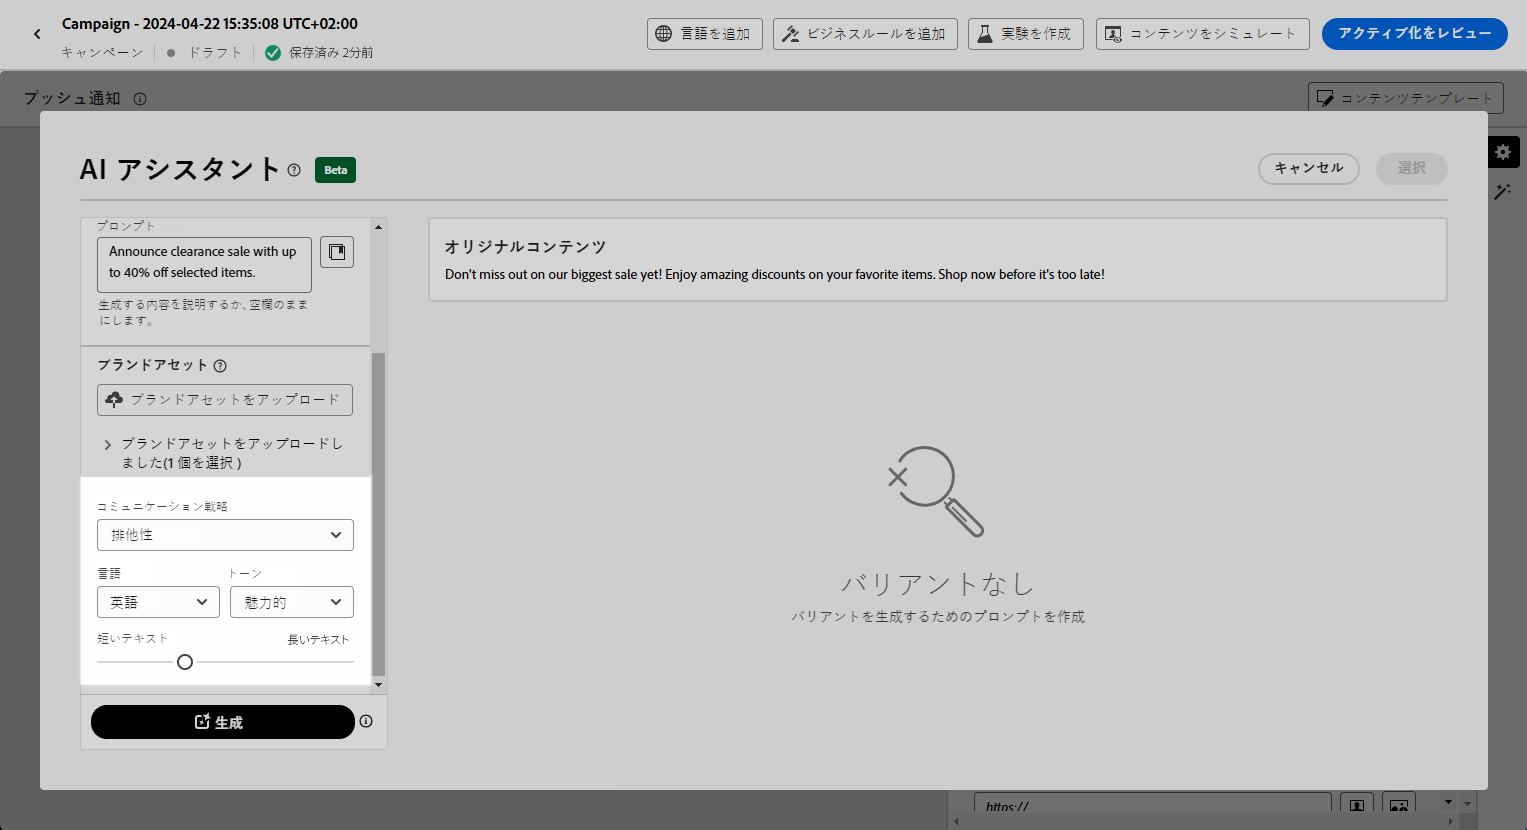 Campaign - 2024-04-22 15:35:08 UTC+02:00
キャンペーン
ドラフト
保存済み 2分前
言語を追加
ビジネスルールを追加
実験を作成
コンテンツをシミュレート
アクティブ化をレビュー
プッシュ通知
コンテンツテンプレート
AI アシスタント
Beta
キャンセル
選択
プロンプト
Announce clearance sale with up
to 40% off selected items.
生成する内容を説明するか、空欄のまま
にします。
ブランドアセット
ブランドアセットをアップロード
ブランドアセットをアップロードし
ました(1 個を選択 )
コミュニケーション戦略
排他性
言語
トーン
英語
魅力的
短いテキスト
長いテキスト
生成
オリジナルコンテンツ
Don't miss out on our biggest sale yet! Enjoy amazing discounts on your favorite items. Shop now before it's too late!
バリアントなし
バリアントを生成するためのプロンプトを作成
https://